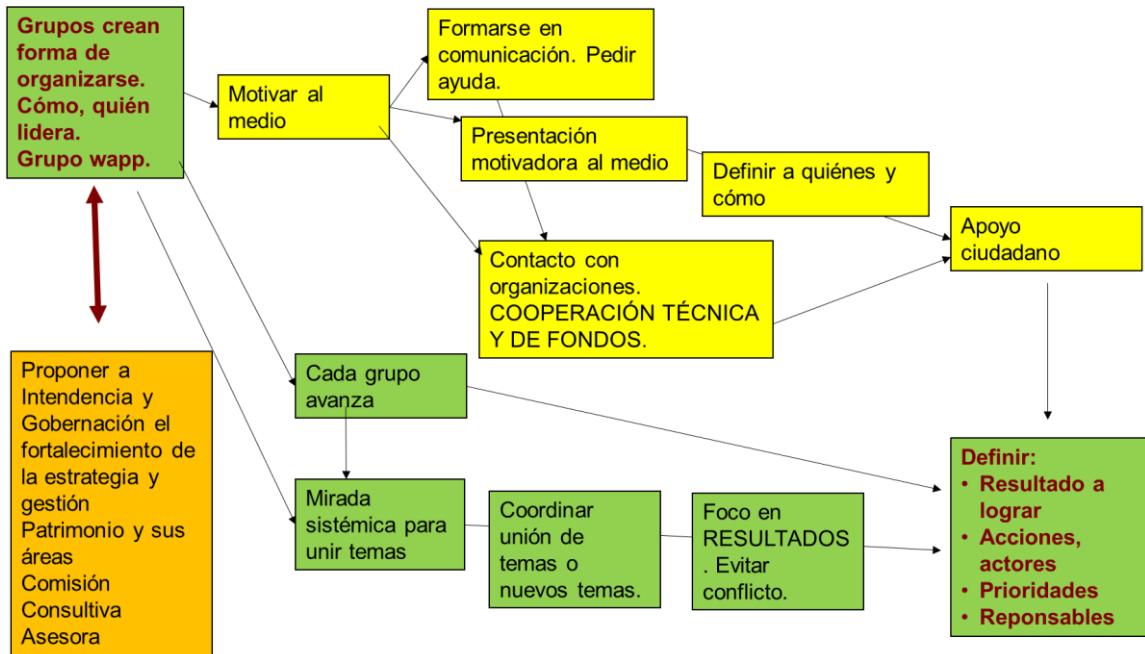 Grupos crean
forma de
organizarse.
Cómo, quién
lidera.
Grupo wapp.
Motivar al
medio
Formarse en
comunicación. Pedir
ayuda.
Presentación
motivadora al medio
Definir a quiénes y
cómo
Apoyo
ciudadano
Contacto con
organizaciones.
COOPERACIÓN TÉCNICA
Y DE FONDOS.
Proponer a
Intendencia y
Gobernación el
fortalecimiento de
la estrategia y
gestión
Patrimonio y sus
áreas
Comisión
Consultiva
Asesora
Cada grupo
avanza
Mirada
sistémica para
unir temas
Coordinar
unión de
temas o
nuevos temas.
Foco en
RESULTADOS
. Evitar
conflicto.
Definir:
• Resultado a
lograr
• Acciones,
actores
• Prioridades
• Reponsables